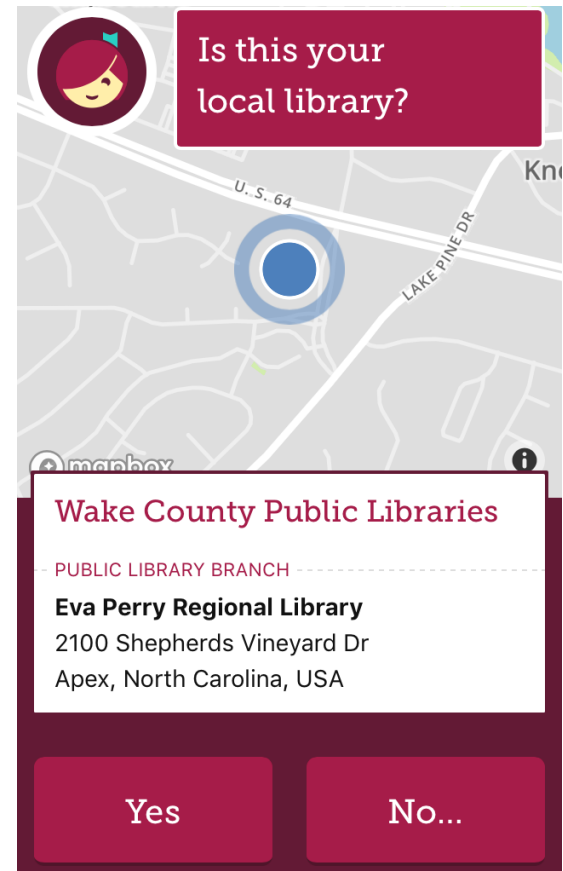 Is this your
local library?
U. S. 64
LAKE PINE DR
mapbox
Wake County Public Libraries
PUBLIC LIBRARY BRANCH
Eva Perry Regional Library
2100 Shepherds Vineyard Dr
Apex, North Carolina, USA
Yes
No...